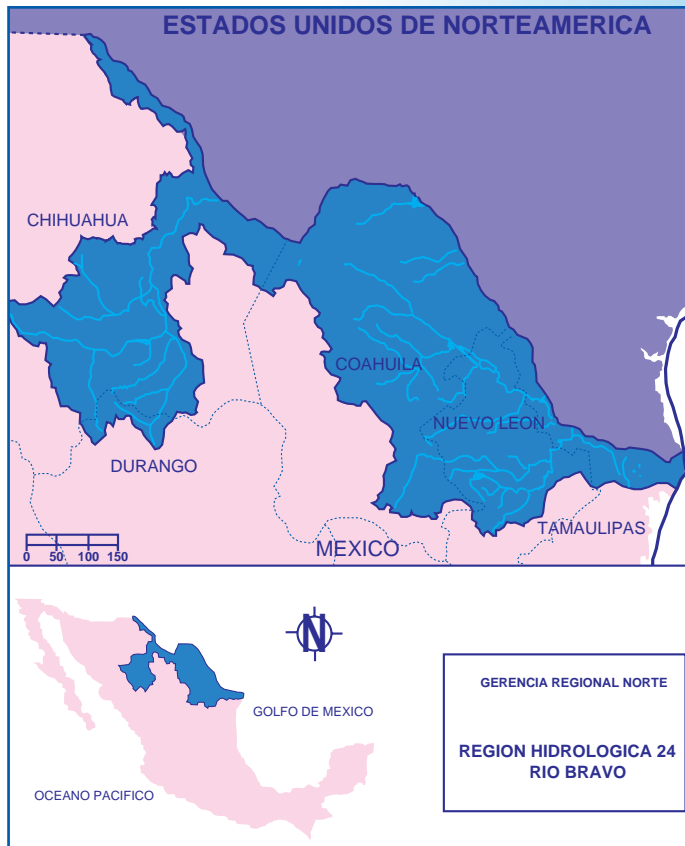 ESTADOS UNIDOS DE NORTEAMERICA
CHIHUAHUA
COAHUILA
NUEVO LEON
DURANGO
TAMAULIPAS
MEXICO
0 50 100 150
N
GERENCIA REGIONAL NORTE
GOLFO DE MEXICO
REGION HIDROLOGICA 24
RIO BRAVO
OCEANO PACIFICO